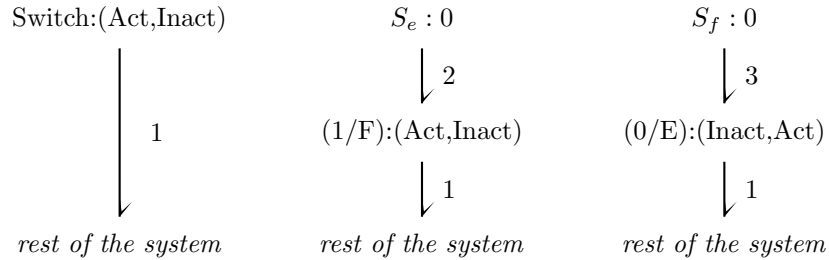 Switch:(Act,Inact) $S_e : 0$ $S_f : 0$
2 3
1 (1/F):(Act,Inact) (0/E):(Inact,Act)
1 1
rest of the system rest of the system rest of the system